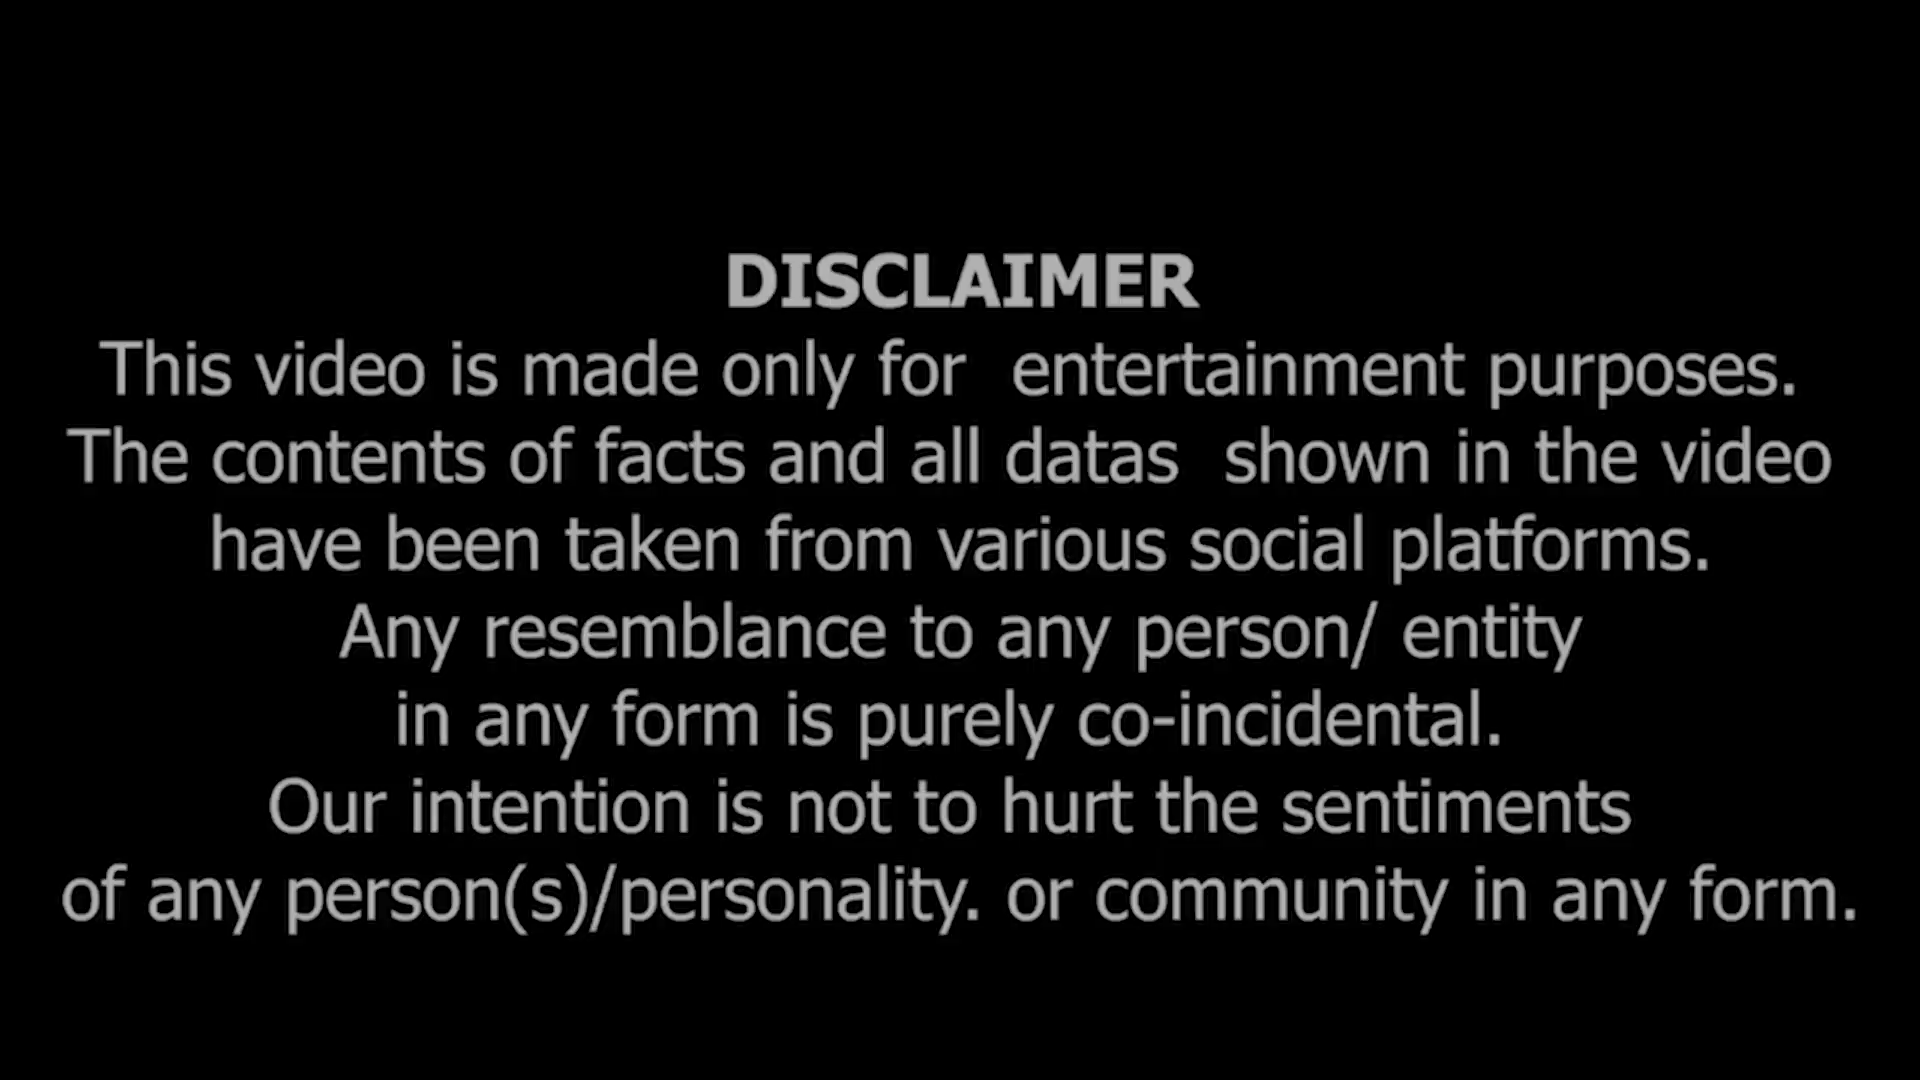 DISCLAIMER
This video is made only for  entertainment purposes.
The contents of facts and all datas  shown in the video
have been taken from various social platforms.
Any resemblance to any person/ entity
in any form is purely co-incidental.
Our intention is not to hurt the sentiments
of any person(s)/personality. or community in any form.